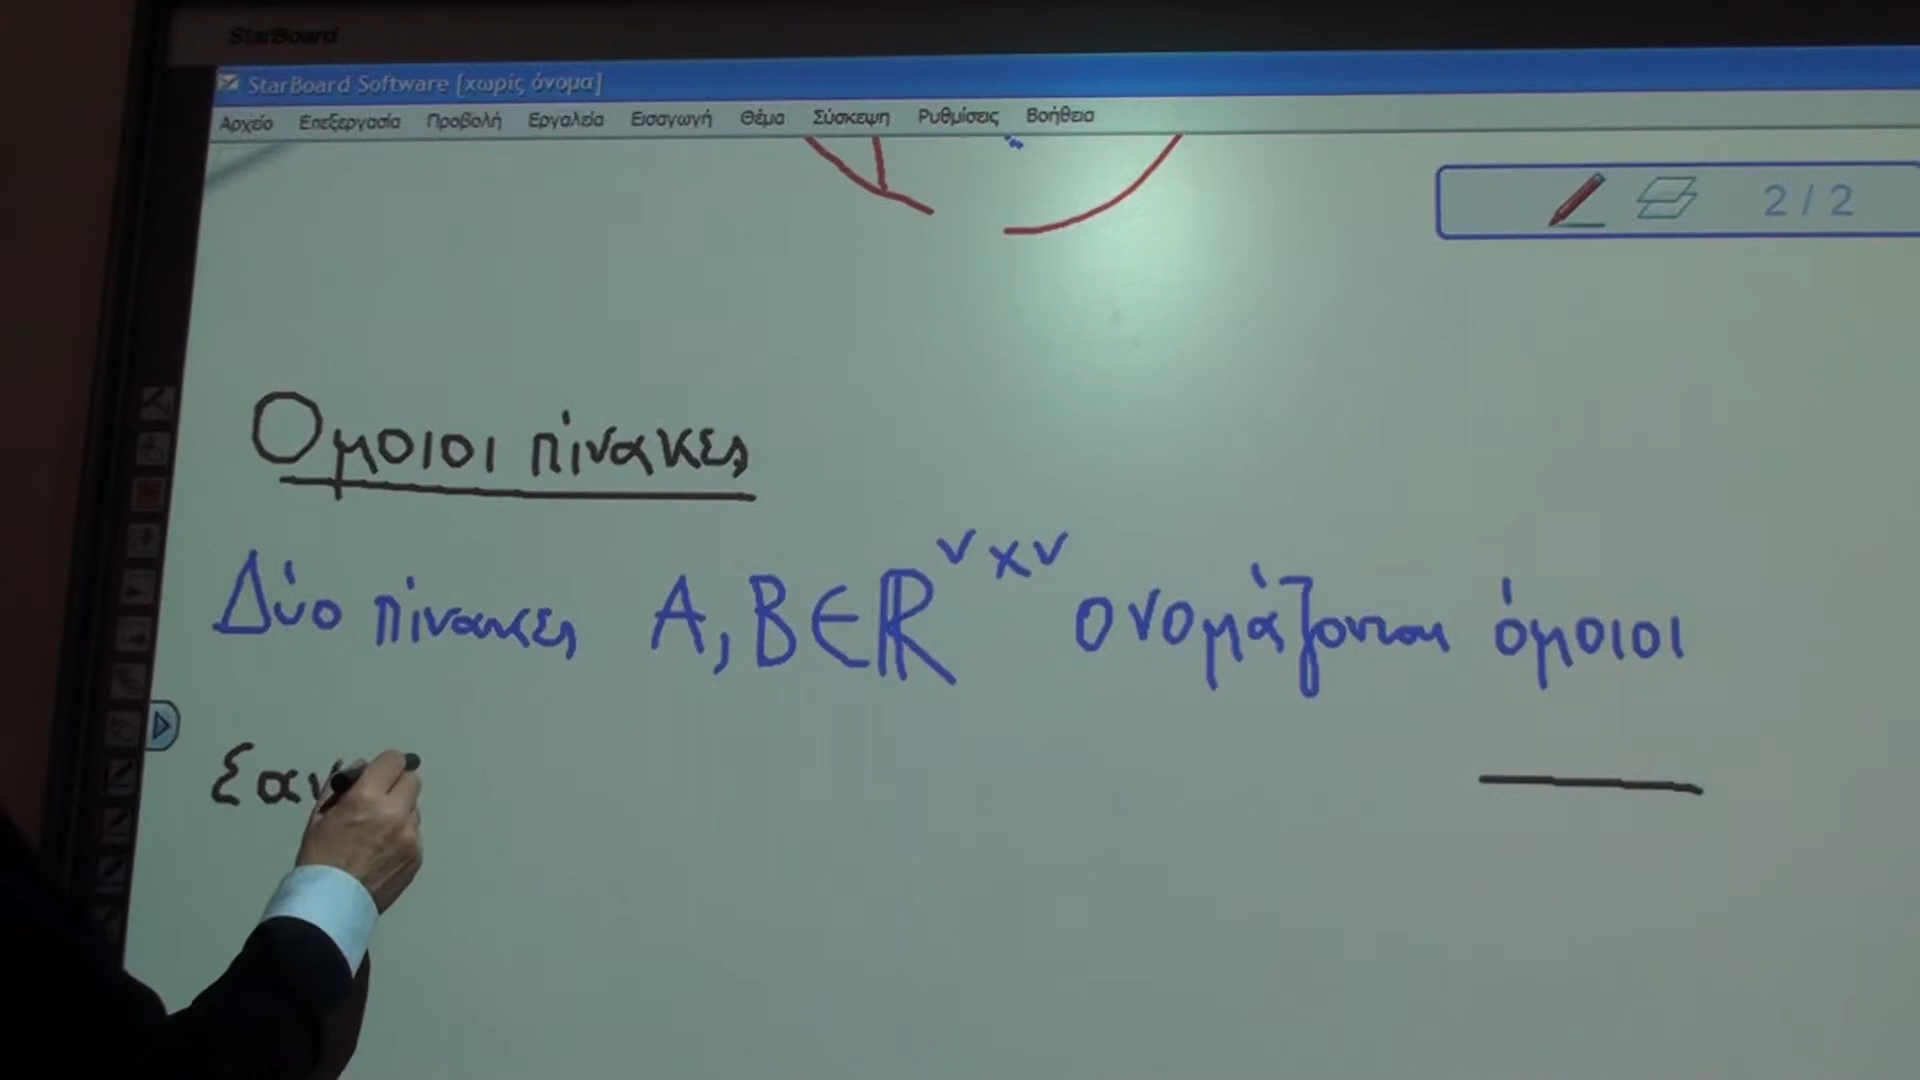 StarBoard
StarBoard Software [χωρίς όνομα]
Αρχείο Επεξεργασία Προβολή Εργαλεία Εισαγωγή Θέμα Σύσκεψη Ρυθμίσεις Βοήθεια
2 / 2
Ομοιοι πίνακες
Δύο πίνακες A, B ∈ ℝ^{ν×ν} ονομάζονται όμοιοι
εαν